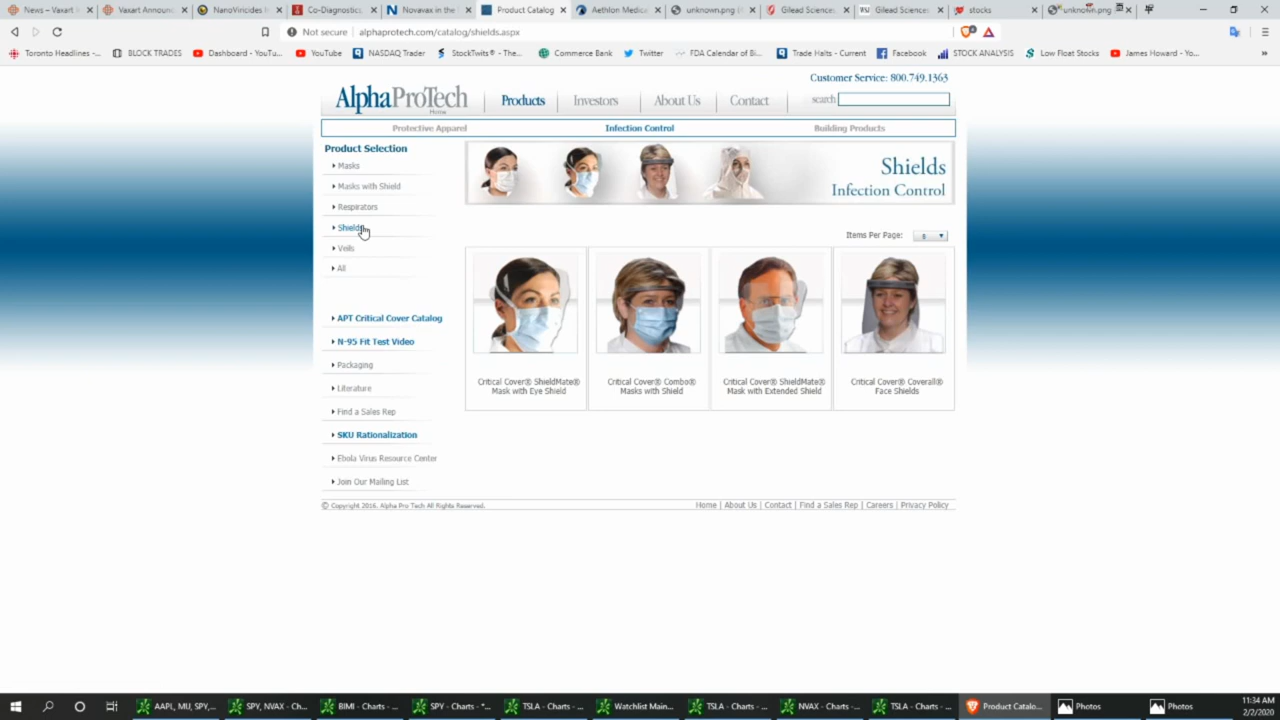 News – Vaxart In
Vaxart Announc
NanoViricides H
Co-Diagnostic
Novavax in the
Product Catalog
Aethlon Medica
unknown.png (
Gilead Sciences
Gilead Sciences
stocks
unknown.png
Not secure
alphaprotech.com/catalog/shields.aspx
Toronto Headlines -...
BLOCK TRADES
Dashboard - YouTu...
YouTube
NASDAQ Trader
StockTwits® - The...
Commerce Bank
Twitter
FDA Calendar of Bi...
Trade Halts - Current
Facebook
STOCK ANALYSIS
Low Float Stocks
James Howard - Yo...
Customer Service: 800.749.1363
AlphaProTech
Home
Products
Investors
About Us
Contact
search
Protective Apparel
Infection Control
Building Products
Product Selection
Masks
Masks with Shield
Respirators
Shields
Veils
All
APT Critical Cover Catalog
N-95 Fit Test Video
Packaging
Literature
Find a Sales Rep
SKU Rationalization
Ebola Virus Resource Center
Join Our Mailing List
Shields
Infection Control
Items Per Page:
Critical Cover® ShieldMate®
Mask with Eye Shield
Critical Cover® Combo®
Masks with Shield
Critical Cover® ShieldMate®
Mask with Extended Shield
Critical Cover® Coverall®
Face Shields
© Copyright 2016. Alpha Pro Tech All Rights Reserved.
Home | About Us | Contact | Find a Sales Rep | Careers | Privacy Policy
AAPL, MU, SPY,...
SPY, NVAX - Ch...
BIMI - Charts - ...
SPY - Charts - "...
TSLA - Charts - ...
Watchlist Main...
TSLA - Charts - ...
NVAX - Charts - ...
TSLA - Charts - ...
Product Catalo...
Photos
Photos
11:34 AM
2/2/2020